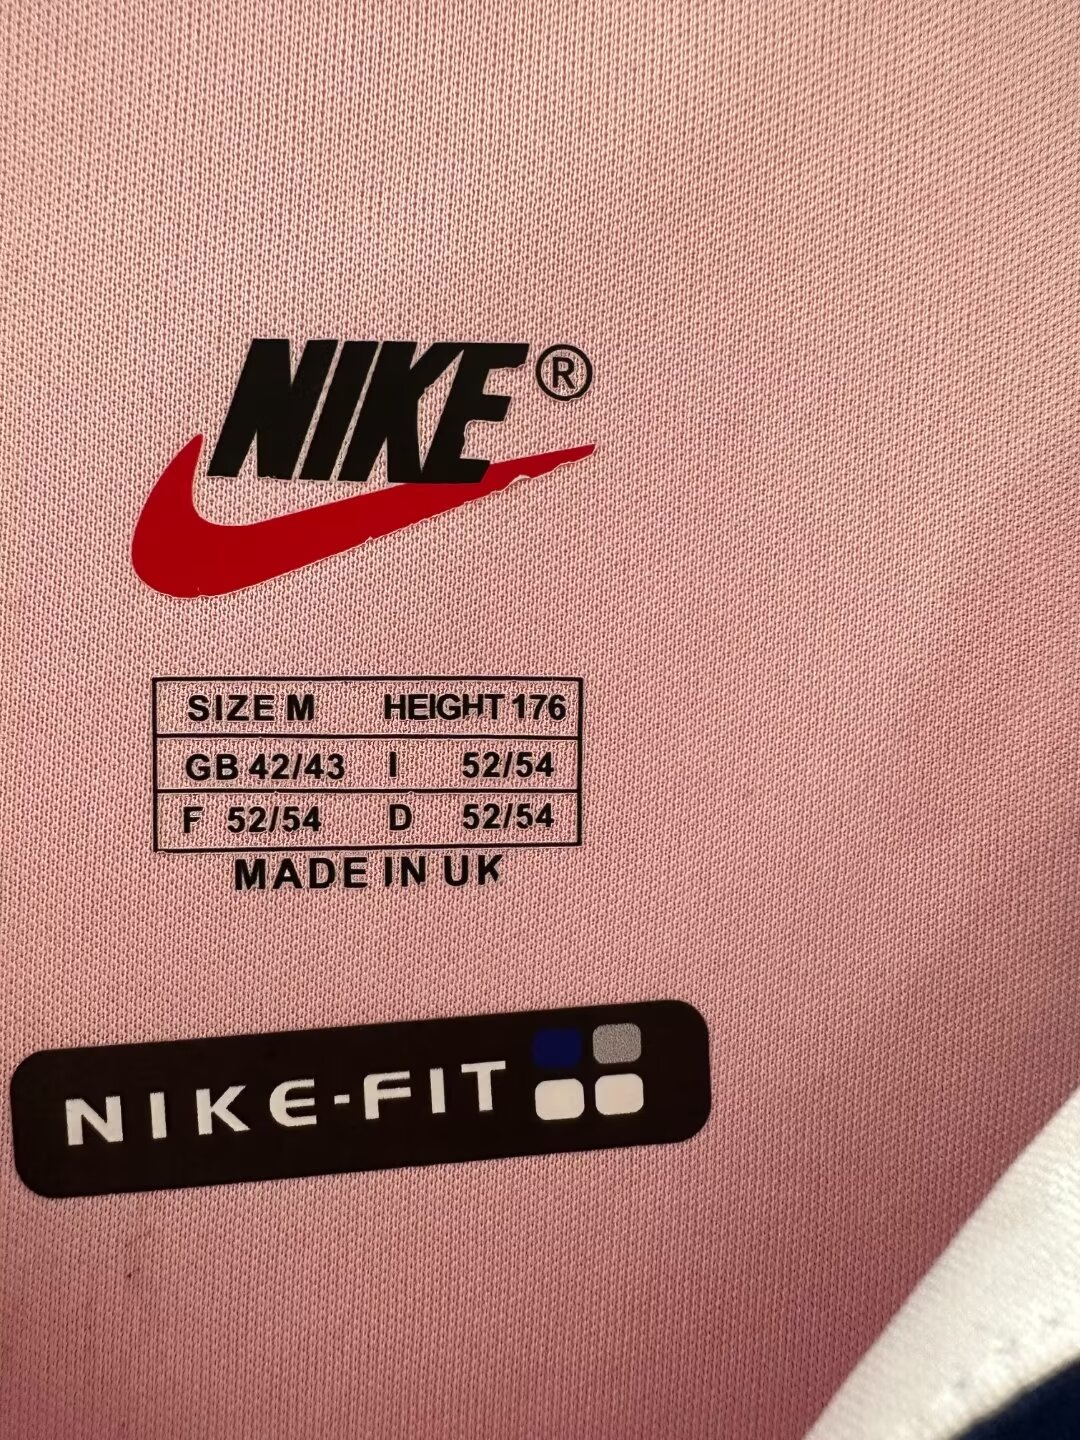 NIKE®
SIZE M HEIGHT 176
GB 42/43 I 52/54
F 52/54 D 52/54
MADE IN UK
NIKE-FIT